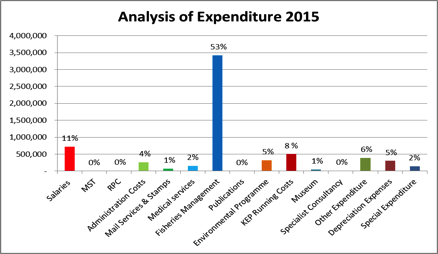 Analysis of Expenditure 2015
4,000,000
3,500,000
3,000,000
2,500,000
2,000,000
1,500,000
1,000,000
500,000
-
11%
0%
0%
4%
1%
2%
53%
0%
5%
8 %
1%
0%
6%
5%
2%
Salaries
MST
RPC
Administration Costs
Mail Services & Stamps
Medical services
Fisheries Management
Publications
Environmental Programme
KEP Running Costs
Museum
Specialist Consultancy
Other Expenditure
Depreciation Expenses
Special Expenditure